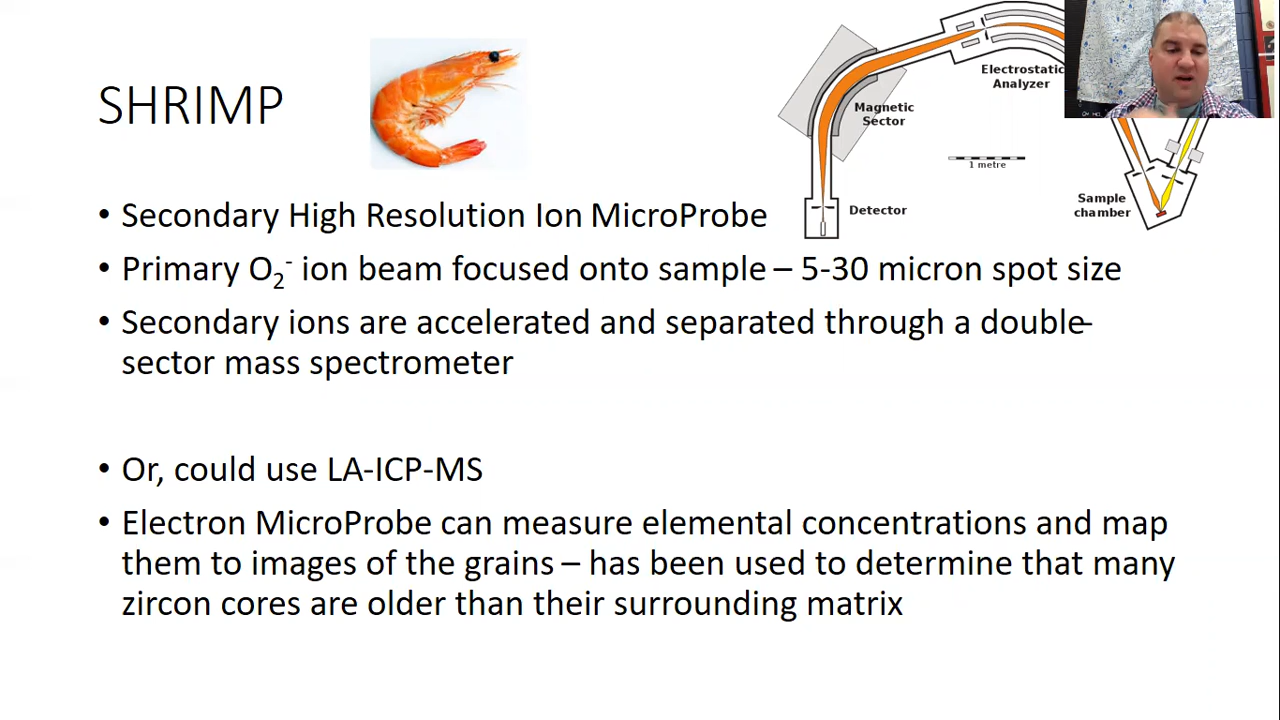 SHRIMP
Electrostatic
Analyzer
Magnetic
Sector
1 metre
Sample
chamber
Detector
• Secondary High Resolution Ion MicroProbe
• Primary O₂⁻ ion beam focused onto sample – 5-30 micron spot size
• Secondary ions are accelerated and separated through a double-
sector mass spectrometer
• Or, could use LA-ICP-MS
• Electron MicroProbe can measure elemental concentrations and map
them to images of the grains – has been used to determine that many
zircon cores are older than their surrounding matrix